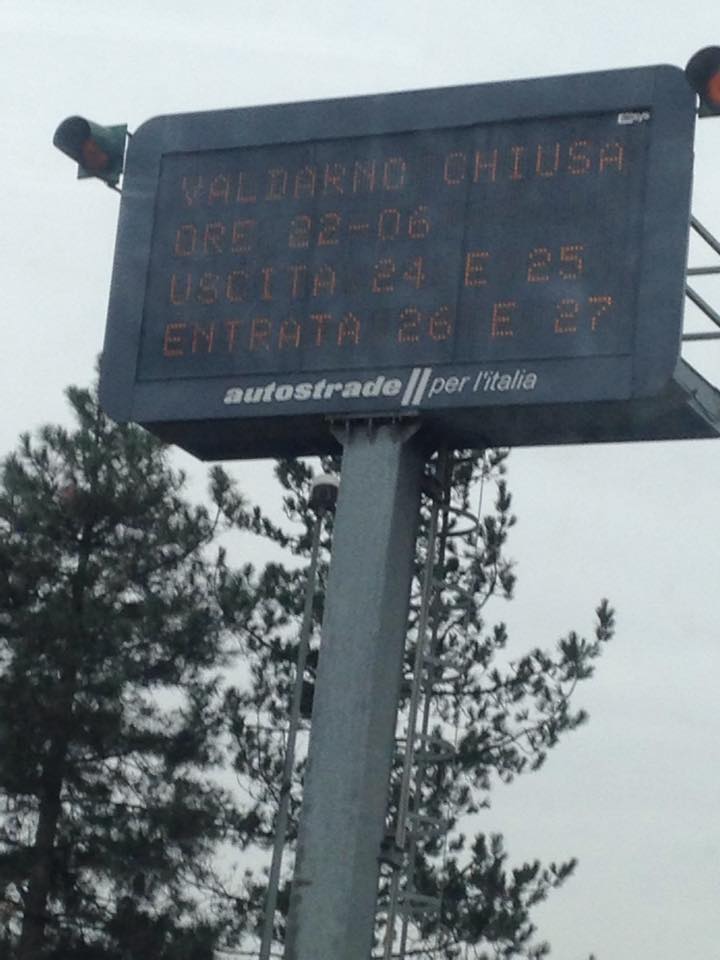 VALDARNO CHIUSA
ORE 22-06
USCITA 24 E 25
ENTRATA 26 E 27
autostrade // per l'italia